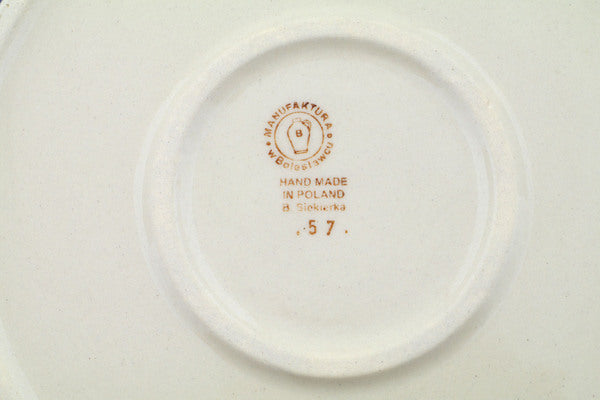 MANUFAKTURA
B
w Bolesławcu
HAND MADE
IN POLAND
B. Siekierka
.57.